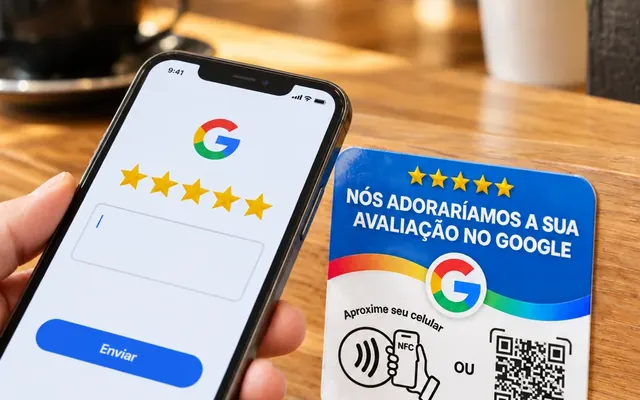 9:41
G
Enviar
NÓS ADORARÍAMOS A SUA
AVALIAÇÃO NO GOOGLE
G
Aproxime seu celular
NFC
OU